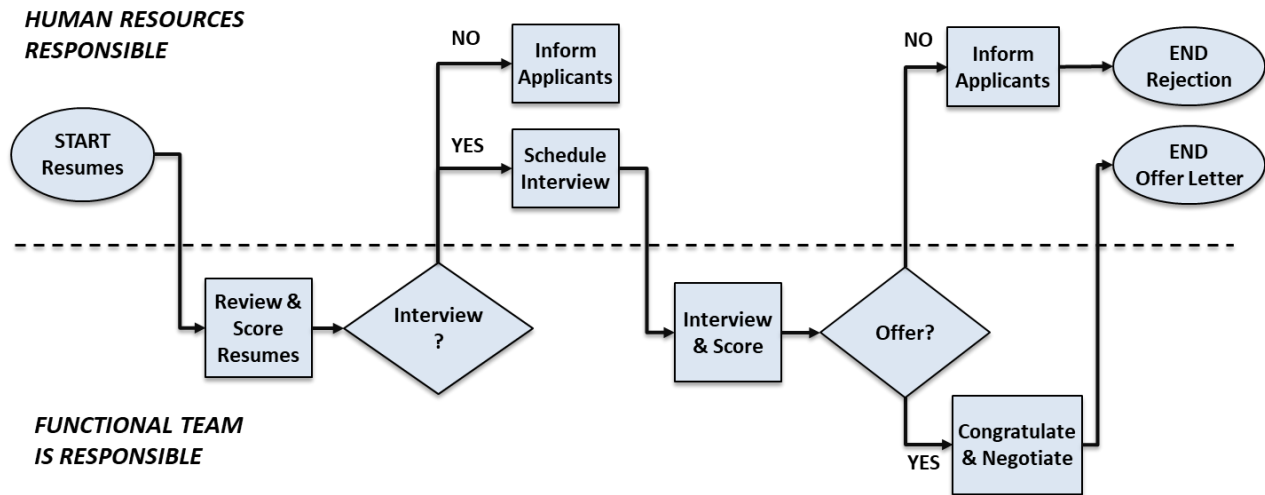 HUMAN RESOURCES
RESPONSIBLE
START
Resumes
Review &
Score
Resumes
Interview
?
NO
Inform
Applicants
YES
Schedule
Interview
Interview
& Score
Offer?
NO
Inform
Applicants
END
Rejection
YES
Congratulate
& Negotiate
END
Offer Letter
FUNCTIONAL TEAM
IS RESPONSIBLE